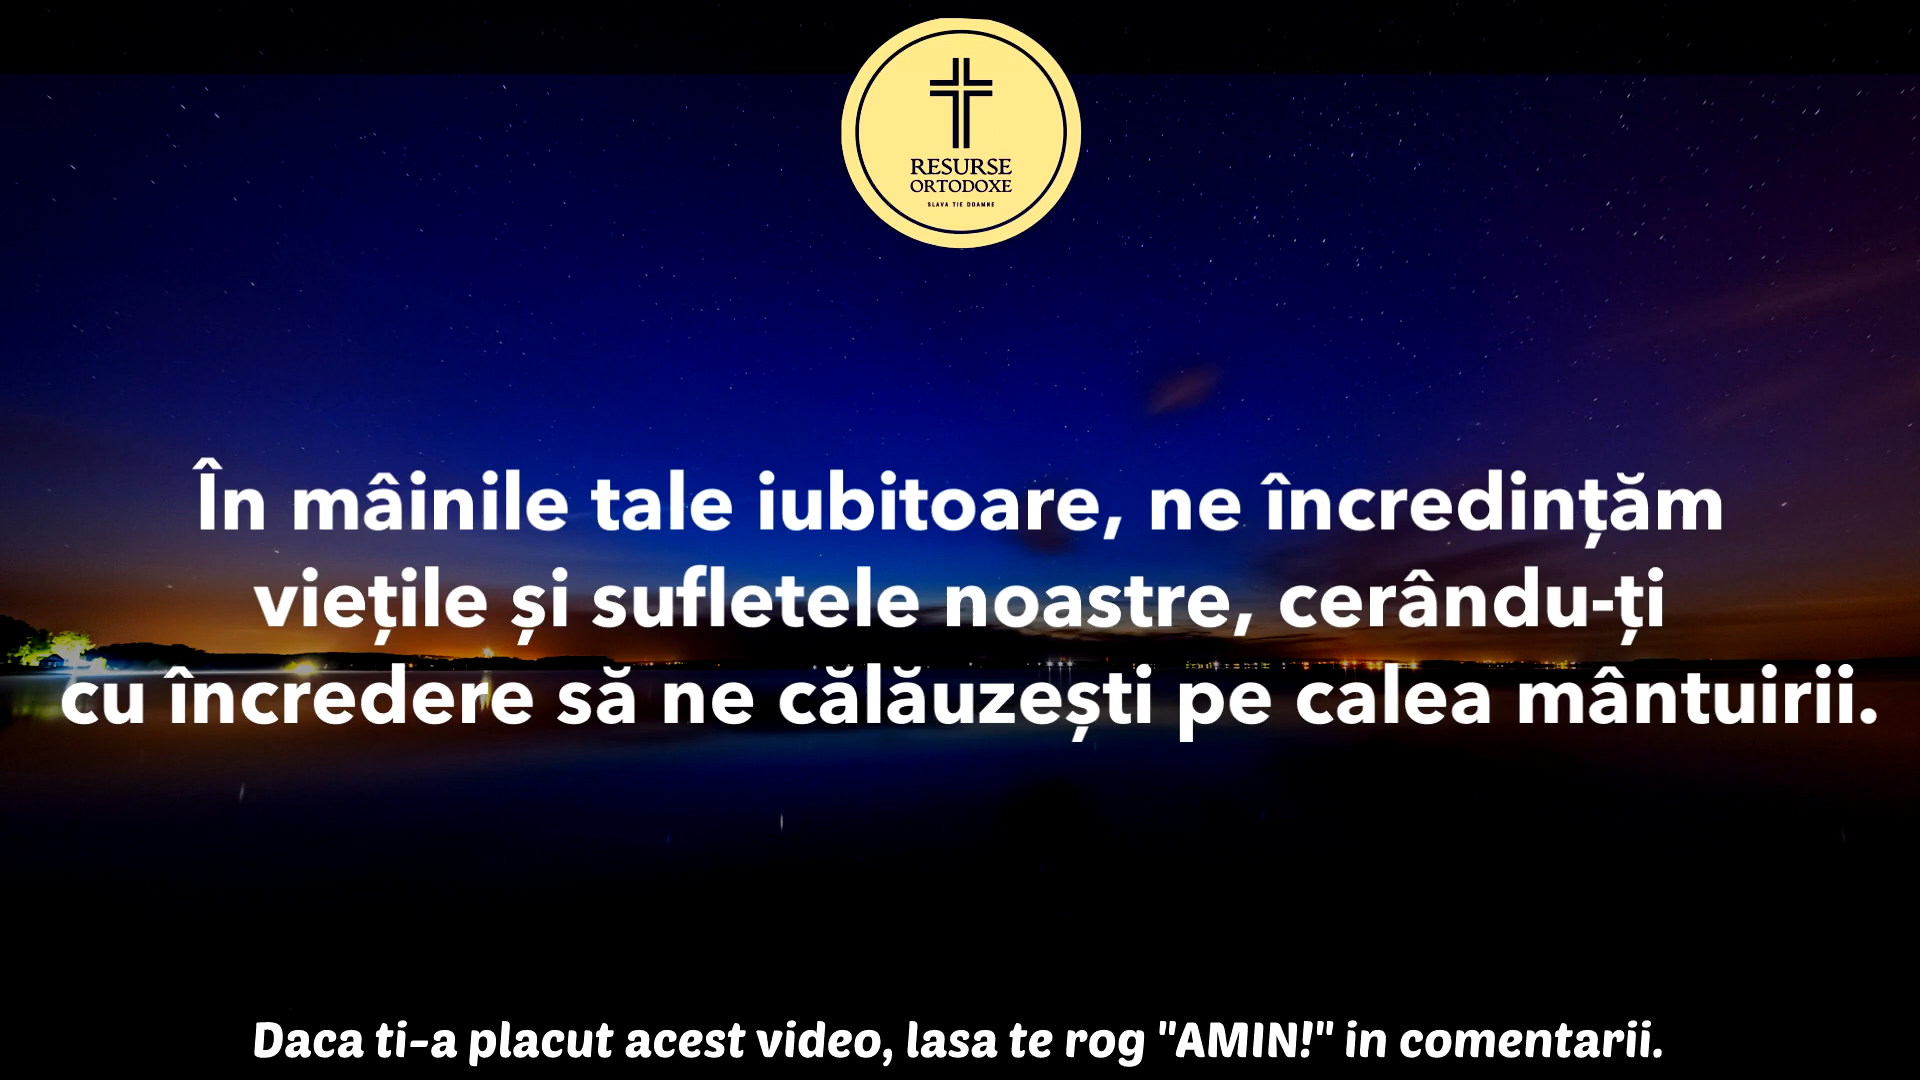 RESURSE
ORTODOXE
SLAVA TIE DOAMNE
În mâinile tale iubitoare, ne încredințăm
viețile și sufletele noastre, cerându-ți
cu încredere să ne călăuzești pe calea mântuirii.
Daca ti-a placut acest video, lasa te rog "AMIN!" in comentarii.